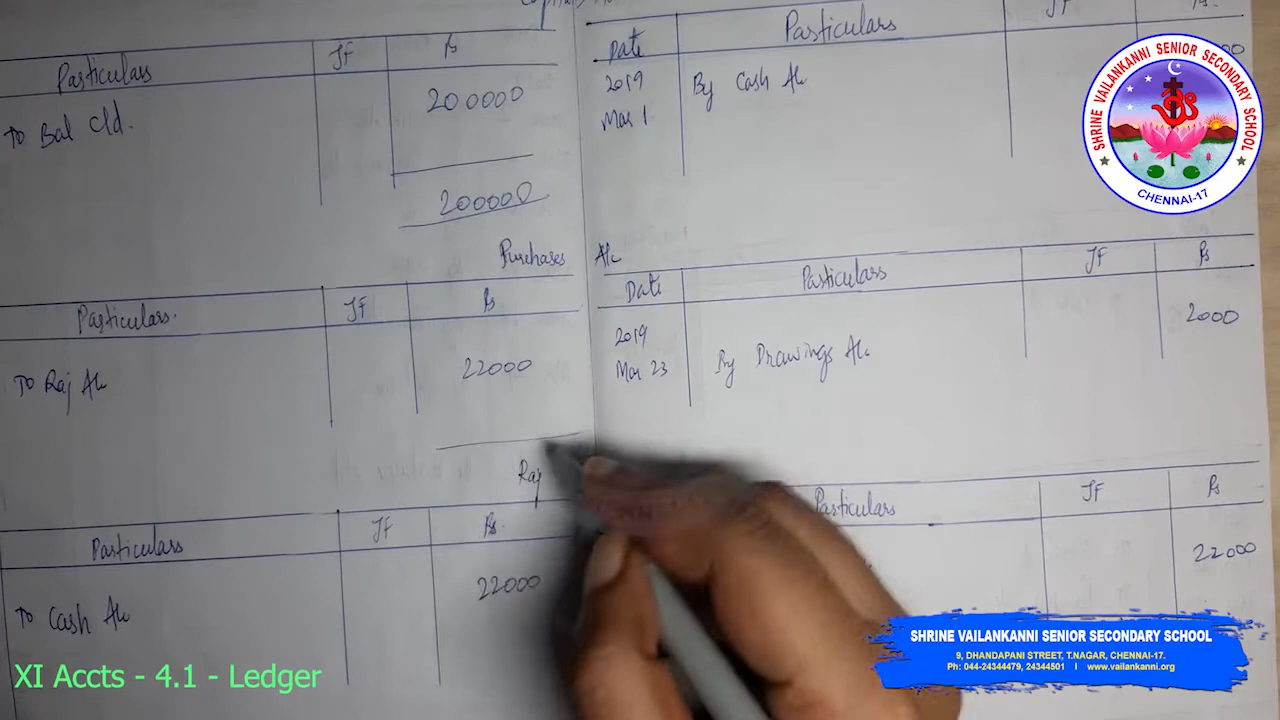 Particulars JF Rs
To Bal c/d. 200000
200000
Date Particulars JF
2019 By Cash A/c
Mar 1
Purchases A/c
Particulars. JF Rs
To Raj A/c 22000
Date Particulars JF Rs
2019 2000
Mar 23 By Drawings A/c
Raj
Particulars JF Rs.
To Cash A/c 22000
Particulars JF Rs
22000
SHRINE VAILANKANNI SENIOR SECONDARY SCHOOL
CHENNAI-17
SHRINE VAILANKANNI SENIOR SECONDARY SCHOOL
9, DHANDAPANI STREET, T.NAGAR, CHENNAI-17.
Ph: 044-24344479, 24344501 I www.vailankanni.org
XI Accts - 4.1 - Ledger